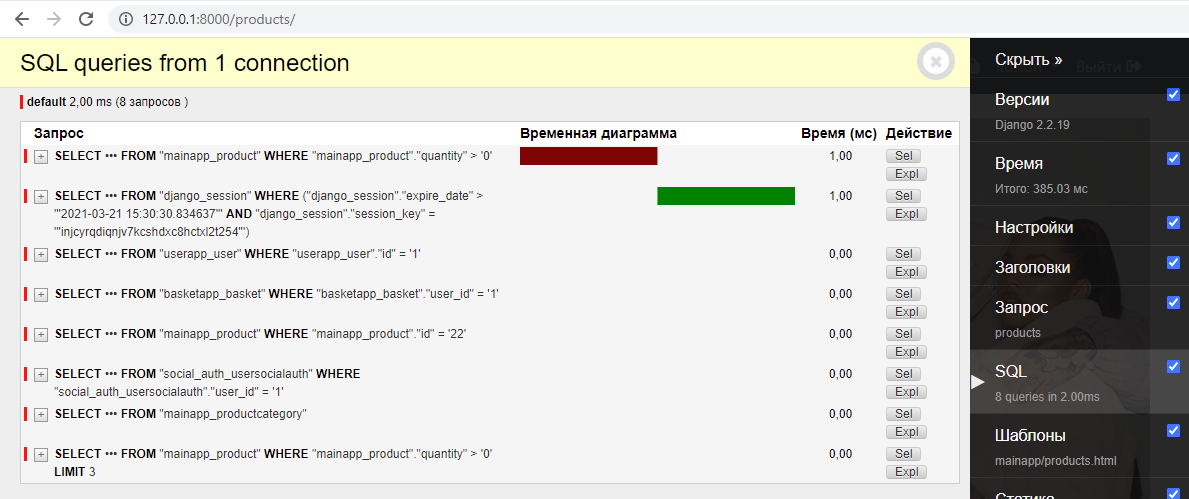 127.0.0.1:8000/products/
SQL queries from 1 connection
default 2,00 ms (8 запросов )
Запрос Временная диаграмма Время (мс) Действие
+ SELECT ••• FROM "mainapp_product" WHERE "mainapp_product"."quantity" > '0' 1,00 Sel
Expl
+ SELECT ••• FROM "django_session" WHERE ("django_session"."expire_date" > 1,00 Sel
'"2021-03-21 15:30:30.834637"' AND "django_session"."session_key" = Expl
'"injcyrqdiqnjv7kcshdxc8hctxl2t254"')
+ SELECT ••• FROM "userapp_user" WHERE "userapp_user"."id" = '1' 0,00 Sel
Expl
+ SELECT ••• FROM "basketapp_basket" WHERE "basketapp_basket"."user_id" = '1' 0,00 Sel
Expl
+ SELECT ••• FROM "mainapp_product" WHERE "mainapp_product"."id" = '22' 0,00 Sel
Expl
+ SELECT ••• FROM "social_auth_usersocialauth" WHERE 0,00 Sel
"social_auth_usersocialauth"."user_id" = '1' Expl
+ SELECT ••• FROM "mainapp_productcategory" 0,00 Sel
Expl
+ SELECT ••• FROM "mainapp_product" WHERE "mainapp_product"."quantity" > '0' 0,00 Sel
LIMIT 3 Expl
Скрыть »
Выйти
Версии
Django 2.2.19
Время
Итого: 385.03 мс
Настройки
Заголовки
Запрос
products
SQL
8 queries in 2.00ms
Шаблоны
mainapp/products.html
Статика